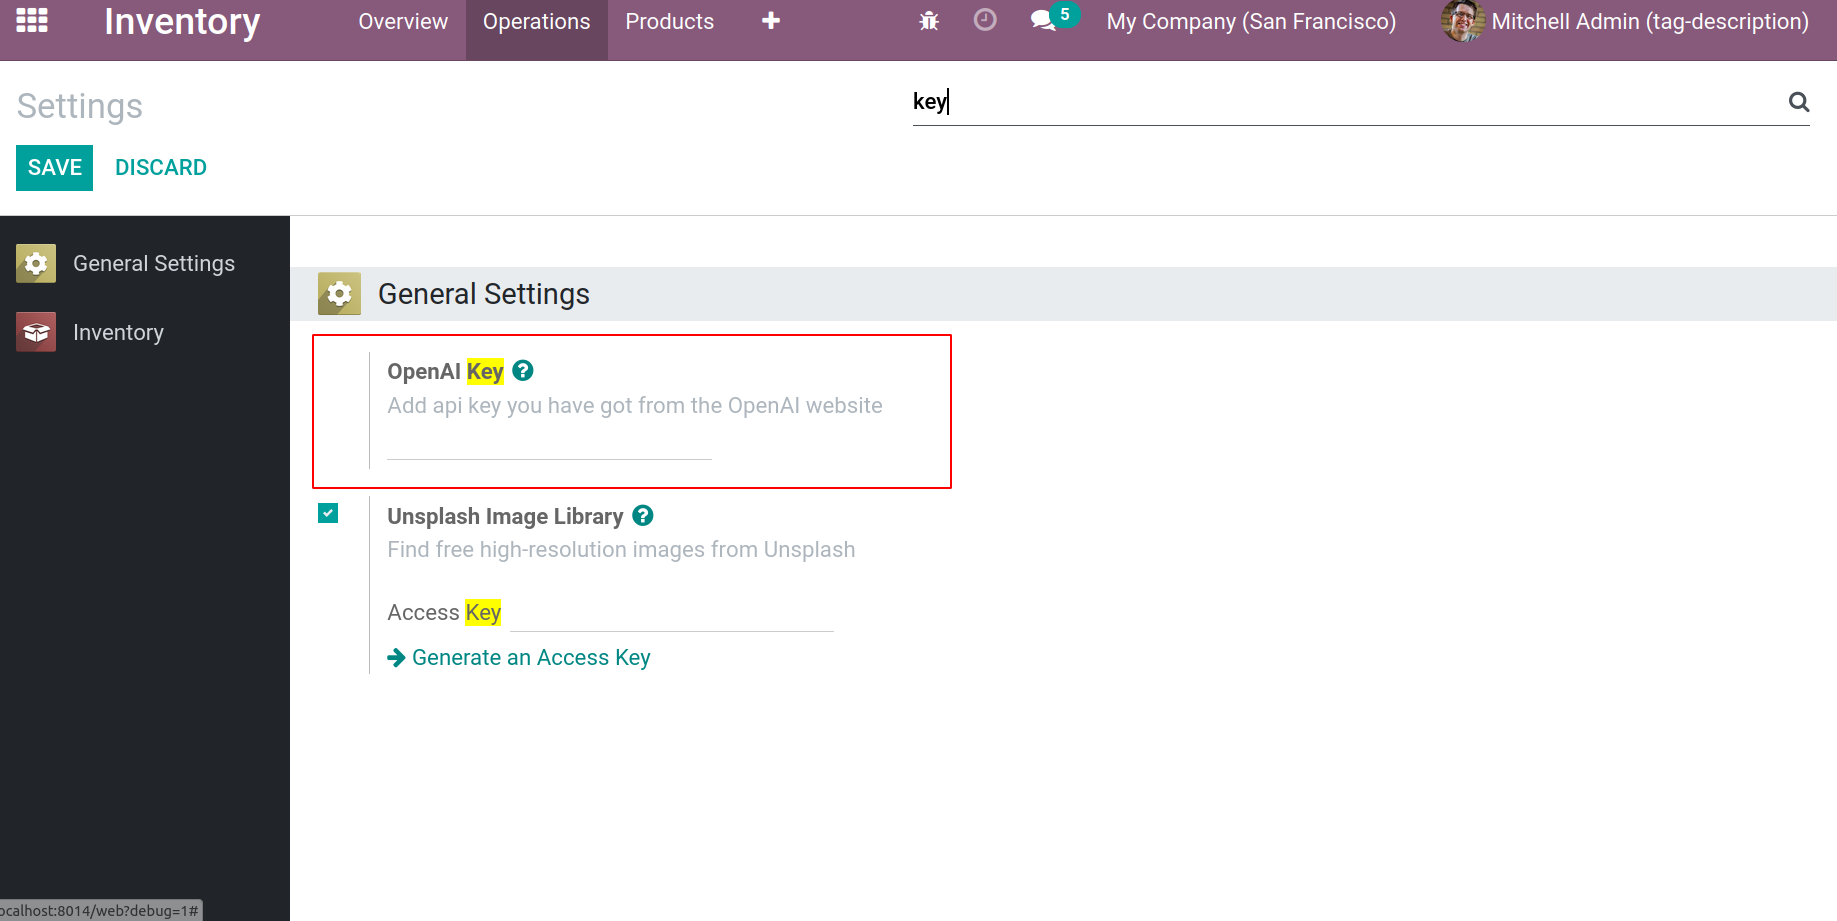 Inventory Overview Operations Products 5 My Company (San Francisco) Mitchell Admin (tag-description)
Settings key
SAVE DISCARD
General Settings
Inventory
General Settings
OpenAI Key ?
Add api key you have got from the OpenAI website
Unsplash Image Library ?
Find free high-resolution images from Unsplash
Access Key
Generate an Access Key
ocalhost:8014/web?debug=1#